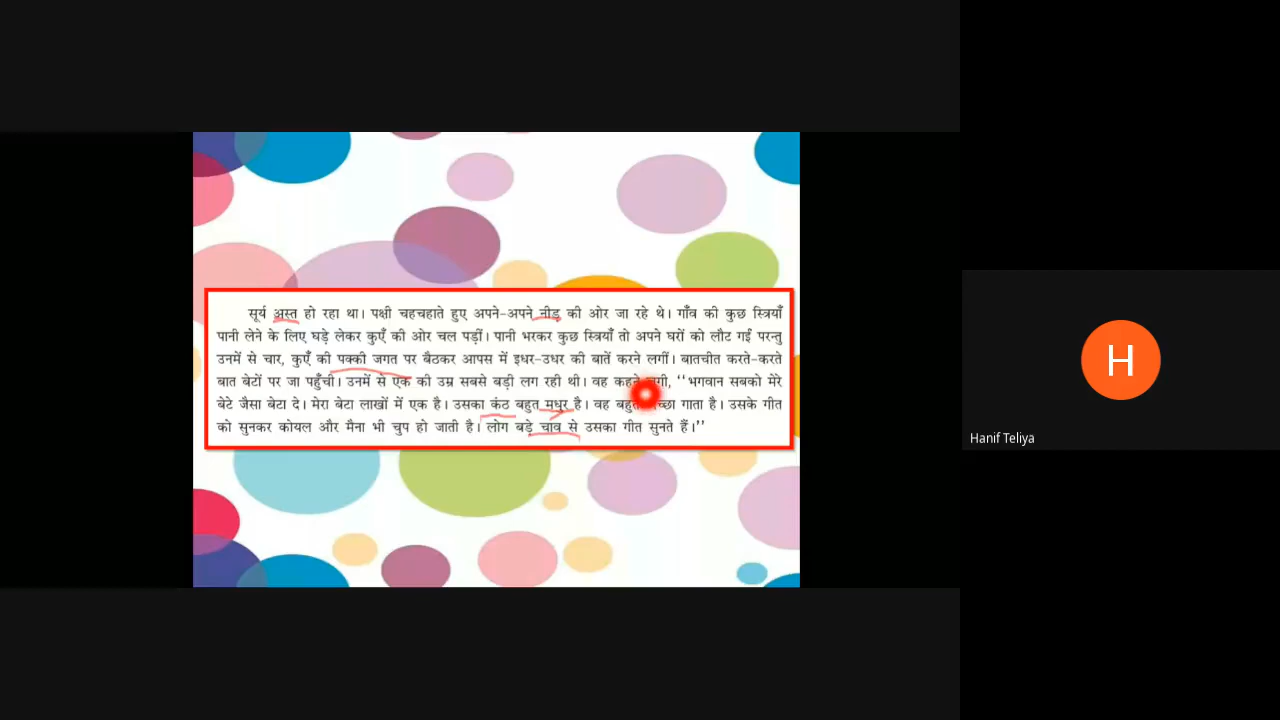 सूर्य अस्त हो रहा था। पक्षी चहचहाते हुए अपने-अपने नीड़ की ओर जा रहे थे। गाँव की कुछ स्त्रियाँ
पानी लेने के लिए घड़े लेकर कुएँ की ओर चल पड़ीं। पानी भरकर कुछ स्त्रियाँ तो अपने घरों को लौट गईं परन्तु
उनमें से चार, कुएँ की पक्की जगत पर बैठकर आपस में इधर-उधर की बातें करने लगीं। बातचीत करते-करते
बात बेटों पर जा पहुँची। उनमें से एक की उम्र सबसे बड़ी लग रही थी। वह कहने ‘‘भगवान सबको मेरे
बेटे जैसा बेटा दे। मेरा बेटा लाखों में एक है। उसका कंठ बहुत मधुर है। वह गाता है। उसके गीत
को सुनकर कोयल और मैना भी चुप हो जाती है। लोग बड़े चाव से उसका गीत सुनते हैं।’’
H
Hanif Teliya